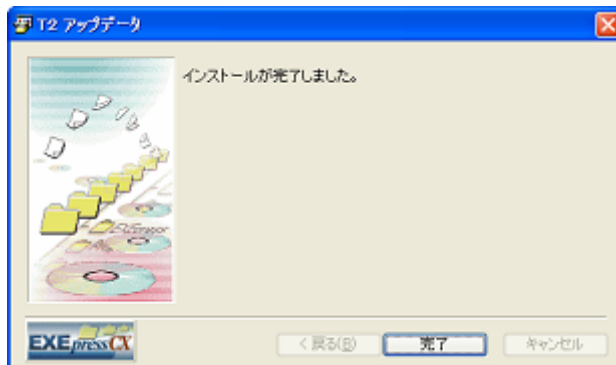 T2 アップデータ
インストールが完了しました。
EXEpressCX
< 戻る(B)
完了
キャンセル